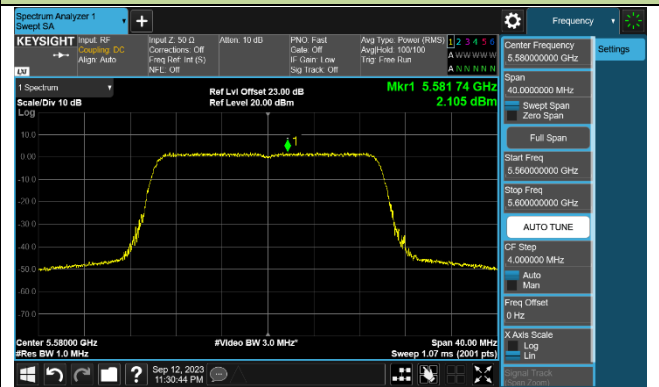 Spectrum Analyzer 1
Swept SA
+
Frequency
KEYSIGHT
Input: RF
Coupling: DC
Align: Auto
Input Z: 50 Ω
Corrections: Off
Freq Ref: Int (S)
NFE: Off
Atten: 10 dB
PNO: Fast
Gate: Off
IF Gain: Low
Sig Track: Off
Avg Type: Power (RMS)
Avg|Hold: 100/100
Trig: Free Run
1 2 3 4 5 6
A W W W W W
A N N N N N
LXI
1 Spectrum
Scale/Div 10 dB
Log
Ref Lvl Offset 23.00 dB
Ref Level 20.00 dBm
Mkr1 5.581 74 GHz
2.105 dBm
1
10.0
0.00
-10.0
-20.0
-30.0
-40.0
-50.0
-60.0
-70.0
Center 5.58000 GHz
#Res BW 1.0 MHz
#Video BW 3.0 MHz*
Span 40.00 MHz
Sweep 1.07 ms (2001 pts)
Sep 12, 2023
11:30:44 PM
?
Center Frequency
5.580000000 GHz
Settings
Span
40.0000000 MHz
Swept Span
Zero Span
Full Span
Start Freq
5.560000000 GHz
Stop Freq
5.600000000 GHz
AUTO TUNE
CF Step
4.000000 MHz
Auto
Man
Freq Offset
0 Hz
X Axis Scale
Log
Lin
Signal Track
(Span Zoom)